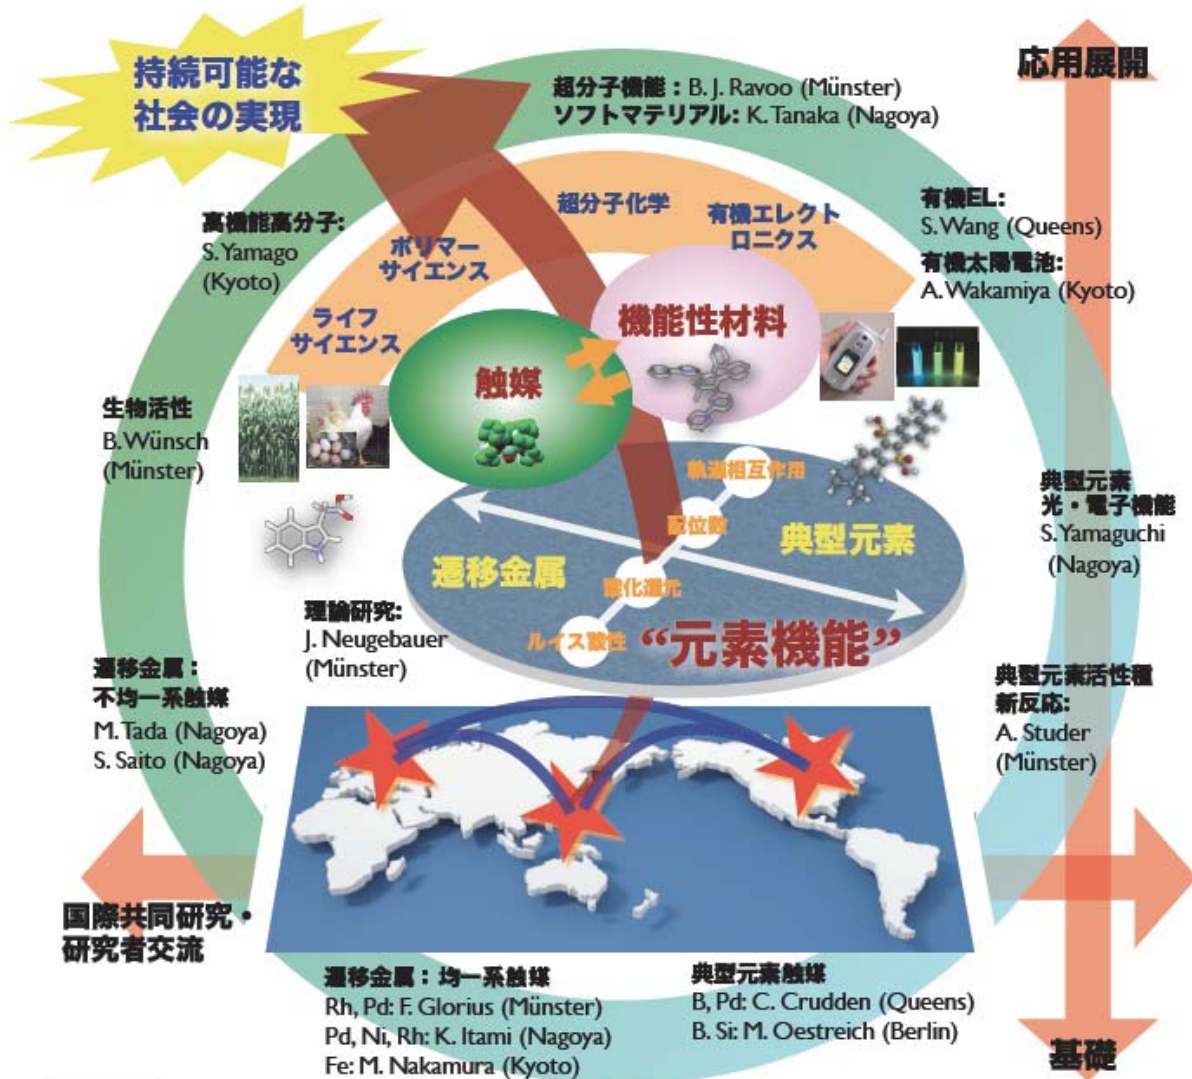 持続可能な
社会の実現
応用展開
超分子機能：B. J. Ravoo (Münster)
ソフトマテリアル: K. Tanaka (Nagoya)
高機能高分子:
S. Yamago
(Kyoto)
超分子化学
有機エレクト
ロニクス
ポリマー
サイエンス
ライフ
サイエンス
有機EL:
S. Wang (Queens)
有機太陽電池:
A. Wakamiya (Kyoto)
機能性材料
触媒
生物活性
B. Wünsch
(Münster)
軌道相互作用
配位数
酸化還元
ルイス酸性
遷移金属
典型元素
“元素機能”
典型元素
光・電子機能
S. Yamaguchi
(Nagoya)
理論研究:
J. Neugebauer
(Münster)
遷移金属：
不均一系触媒
M. Tada (Nagoya)
S. Saito (Nagoya)
典型元素活性種
新反応:
A. Studer
(Münster)
国際共同研究・
研究者交流
遷移金属：均一系触媒
Rh, Pd: F. Glorius (Münster)
Pd, Ni, Rh: K. Itami (Nagoya)
Fe: M. Nakamura (Kyoto)
典型元素触媒
B, Pd: C. Crudden (Queens)
B. Si: M. Oestreich (Berlin)
基礎